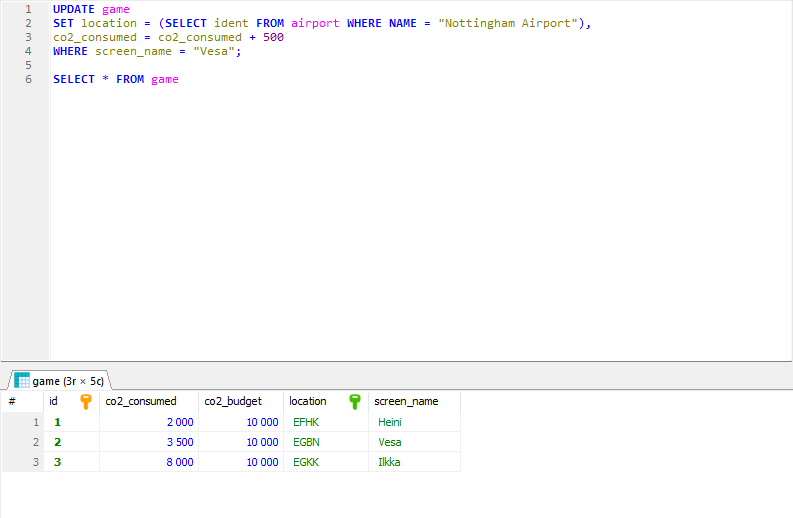 1 UPDATE game
2 SET location = (SELECT ident FROM airport WHERE NAME = "Nottingham Airport"),
3 co2_consumed = co2_consumed + 500
4 WHERE screen_name = "Vesa";
5
6 SELECT * FROM game
game (3r × 5c)
# id co2_consumed co2_budget location screen_name
1 1 2 000 10 000 EFHK Heini
2 2 3 500 10 000 EGBN Vesa
3 3 8 000 10 000 EGKK Ilkka